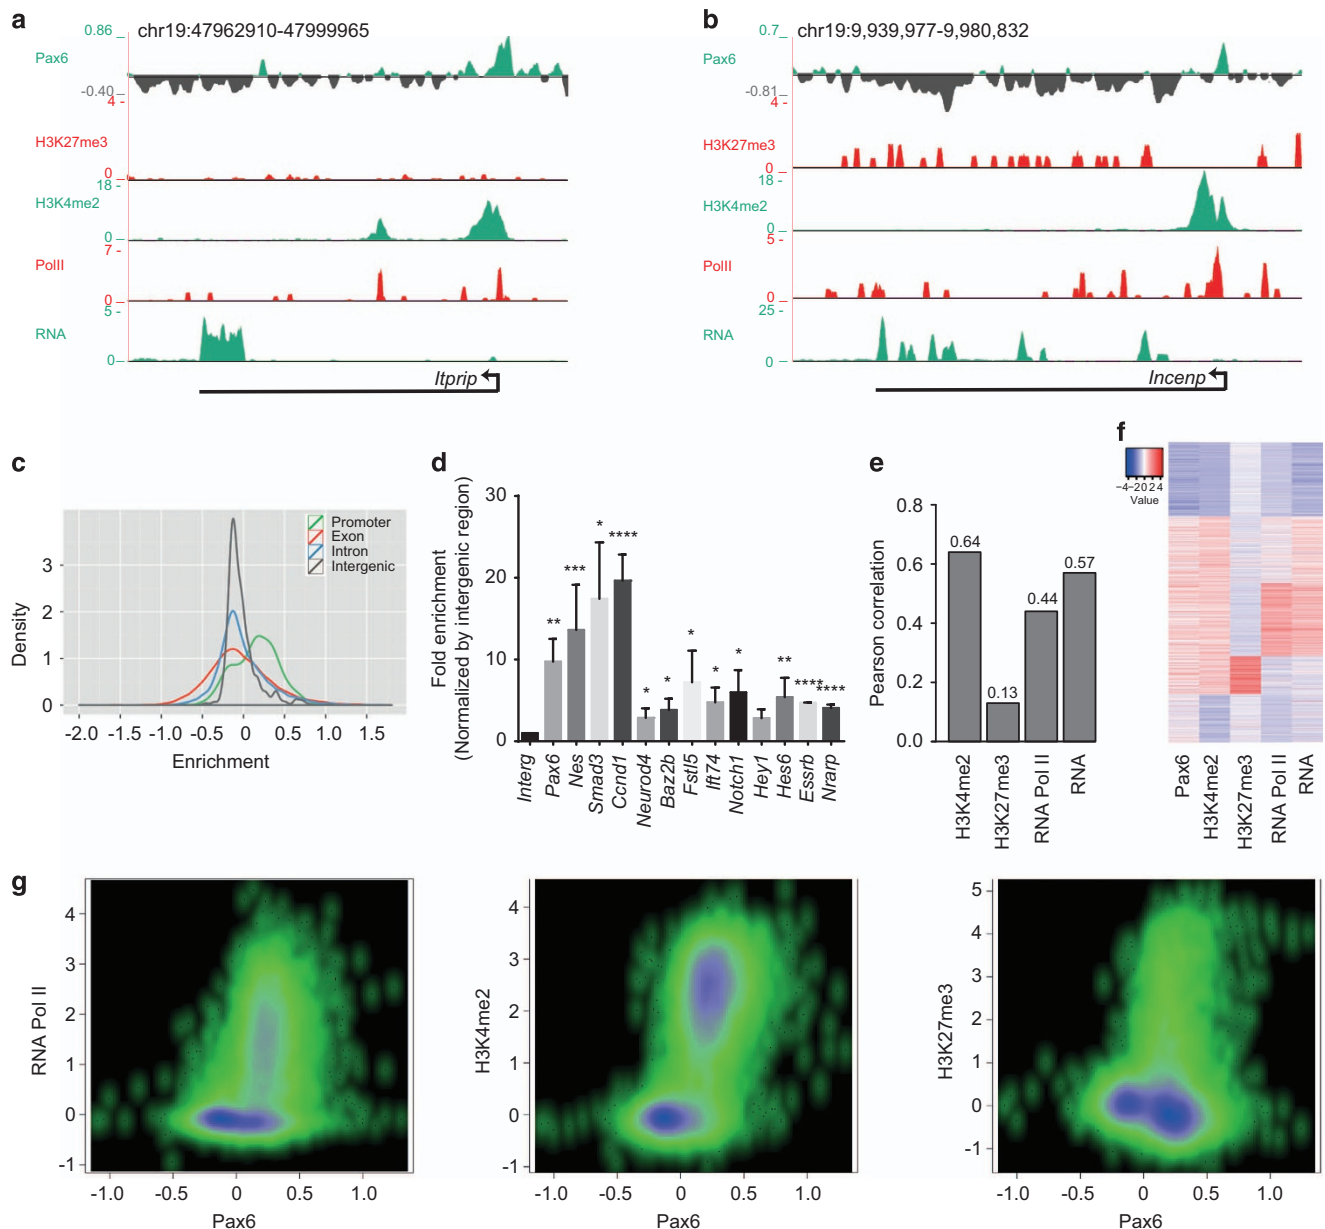 a
chr19:47962910-47999965
0.86
Pax6
-0.40
4
H3K27me3
0
18
H3K4me2
0
7
PolII
0
5
RNA
0
Itprip
b
chr19:9,939,977-9,980,832
0.7
Pax6
-0.81
4
H3K27me3
0
18
H3K4me2
0
5
PolII
0
25
RNA
0
Incenp
c
Density
3
2
1
0
-2.0 -1.5 -1.0 -0.5 0 0.5 1.0 1.5
Enrichment
Promoter
Exon
Intron
Intergenic
d
Fold enrichment
(Normalized by intergenic region)
30
20
10
0
** *** * **** * * * * * ** **** ****
Interg Pax6 Nes Smad3 Ccnd1 Neurod4 Baz2b Fstl5 Ift74 Notch1 Hey1 Hes6 Essrb Nrarp
e
Pearson correlation
0.8
0.6
0.4
0.2
0.0
0.64
0.13
0.44
0.57
H3K4me2 H3K27me3 RNA Pol II RNA
f
-4-20 2 4
Value
Pax6 H3K4me2 H3K27me3 RNA Pol II RNA
g
RNA Pol II
4
3
2
1
0
-1
-1.0 -0.5 0 0.5 1.0
Pax6
H3K4me2
4
3
2
1
0
-1
-1.0 -0.5 0 0.5 1.0
Pax6
H3K27me3
5
4
3
2
1
0
-1
-1.0 -0.5 0 0.5 1.0
Pax6